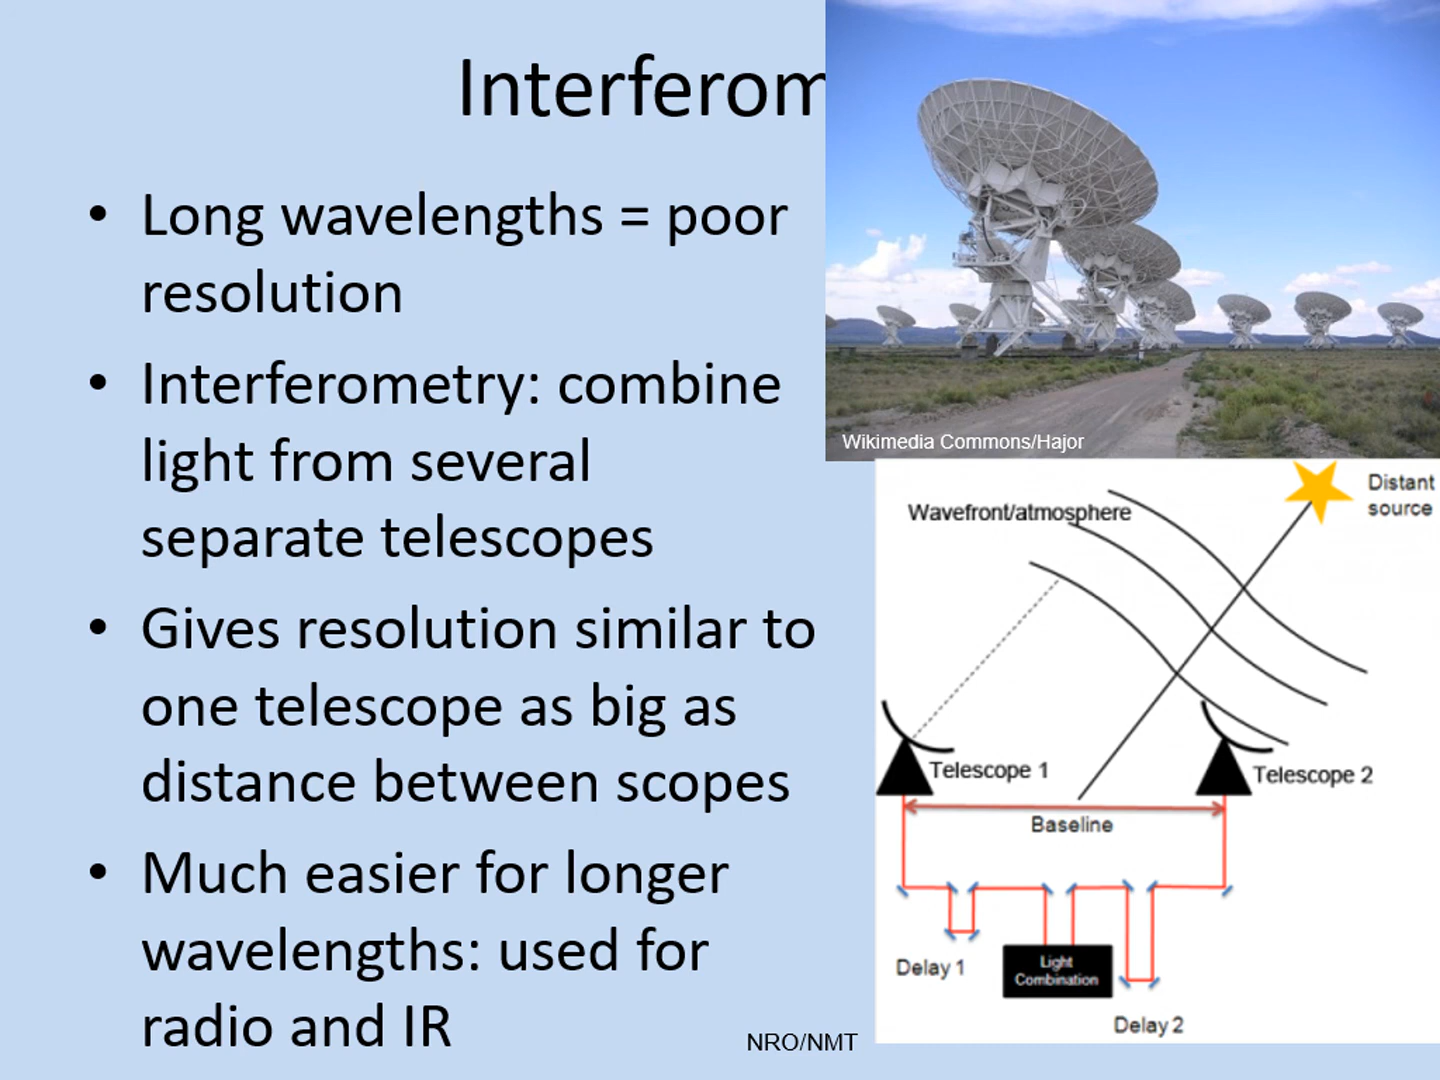 Interferom
• Long wavelengths = poor
resolution
• Interferometry: combine
light from several
separate telescopes
• Gives resolution similar to
one telescope as big as
distance between scopes
• Much easier for longer
wavelengths: used for
radio and IR
NRO/NMT
Wikimedia Commons/Hajor
Distant
source
Wavefront/atmosphere
Telescope 1
Telescope 2
Baseline
Delay 1
Light
Combination
Delay 2